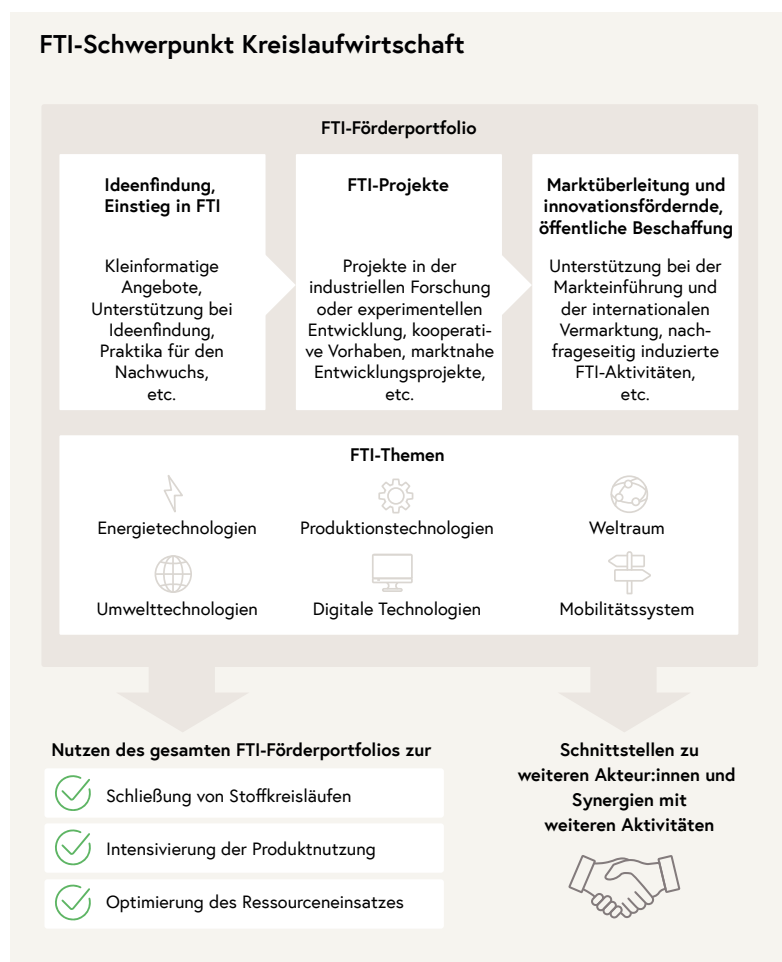 FTI-Schwerpunkt Kreislaufwirtschaft
FTI-Förderportfolio
Ideenfindung,
Einstieg in FTI
Kleinformatige
Angebote,
Unterstützung bei
Ideenfindung,
Praktika für den
Nachwuchs,
etc.
FTI-Projekte
Projekte in der
industriellen Forschung
oder experimentellen
Entwicklung, kooperati-
ve Vorhaben, marktnahe
Entwicklungsprojekte,
etc.
Marktüberleitung und
innovationsfördernde,
öffentliche Beschaffung
Unterstützung bei der
Markteinführung und
der internationalen
Vermarktung, nach-
frageseitig induzierte
FTI-Aktivitäten,
etc.
FTI-Themen
Energietechnologien
Produktionstechnologien
Weltraum
Umwelttechnologien
Digitale Technologien
Mobilitätssystem
Nutzen des gesamten FTI-Förderportfolios zur
Schließung von Stoffkreisläufen
Intensivierung der Produktnutzung
Optimierung des Ressourceneinsatzes
Schnittstellen zu
weiteren Akteur:innen und
Synergien mit
weiteren Aktivitäten